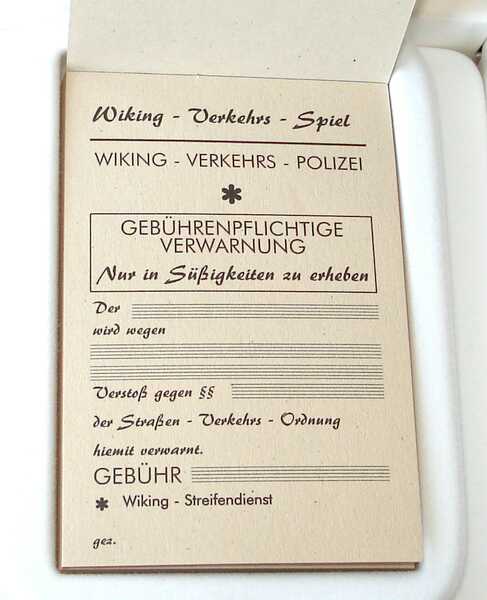 Wiking - Verkehrs - Spiel
WIKING - VERKEHRS - POLIZEI
*
GEBÜHRENPFLICHTIGE
VERWARNUNG
Nur in Süßigkeiten zu erheben
Der
wird wegen
Verstoß gegen §§
der Straßen - Verkehrs - Ordnung
hiemit verwarnt.
GEBÜHR
* Wiking - Streifendienst
gez.